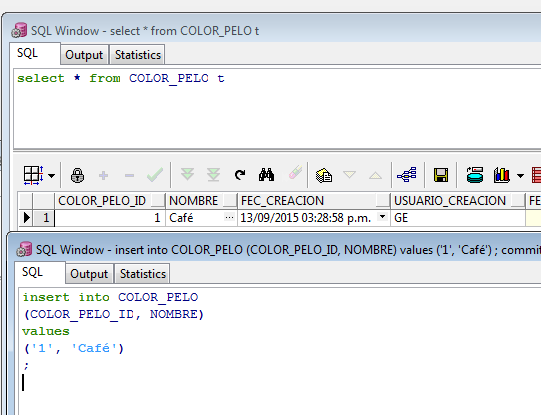 SQL Window - select * from COLOR_PELO t
SQL Output Statistics
select * from COLOR_PELO t
COLOR_PELO_ID NOMBRE FEC_CREACION USUARIO_CREACION FE
1 1 Café ... 13/09/2015 03:28:58 p.m. GE
SQL Window - insert into COLOR_PELO (COLOR_PELO_ID, NOMBRE) values ('1', 'Café') ; commit
SQL Output Statistics
insert into COLOR_PELO
(COLOR_PELO_ID, NOMBRE)
values
('1', 'Café')
;